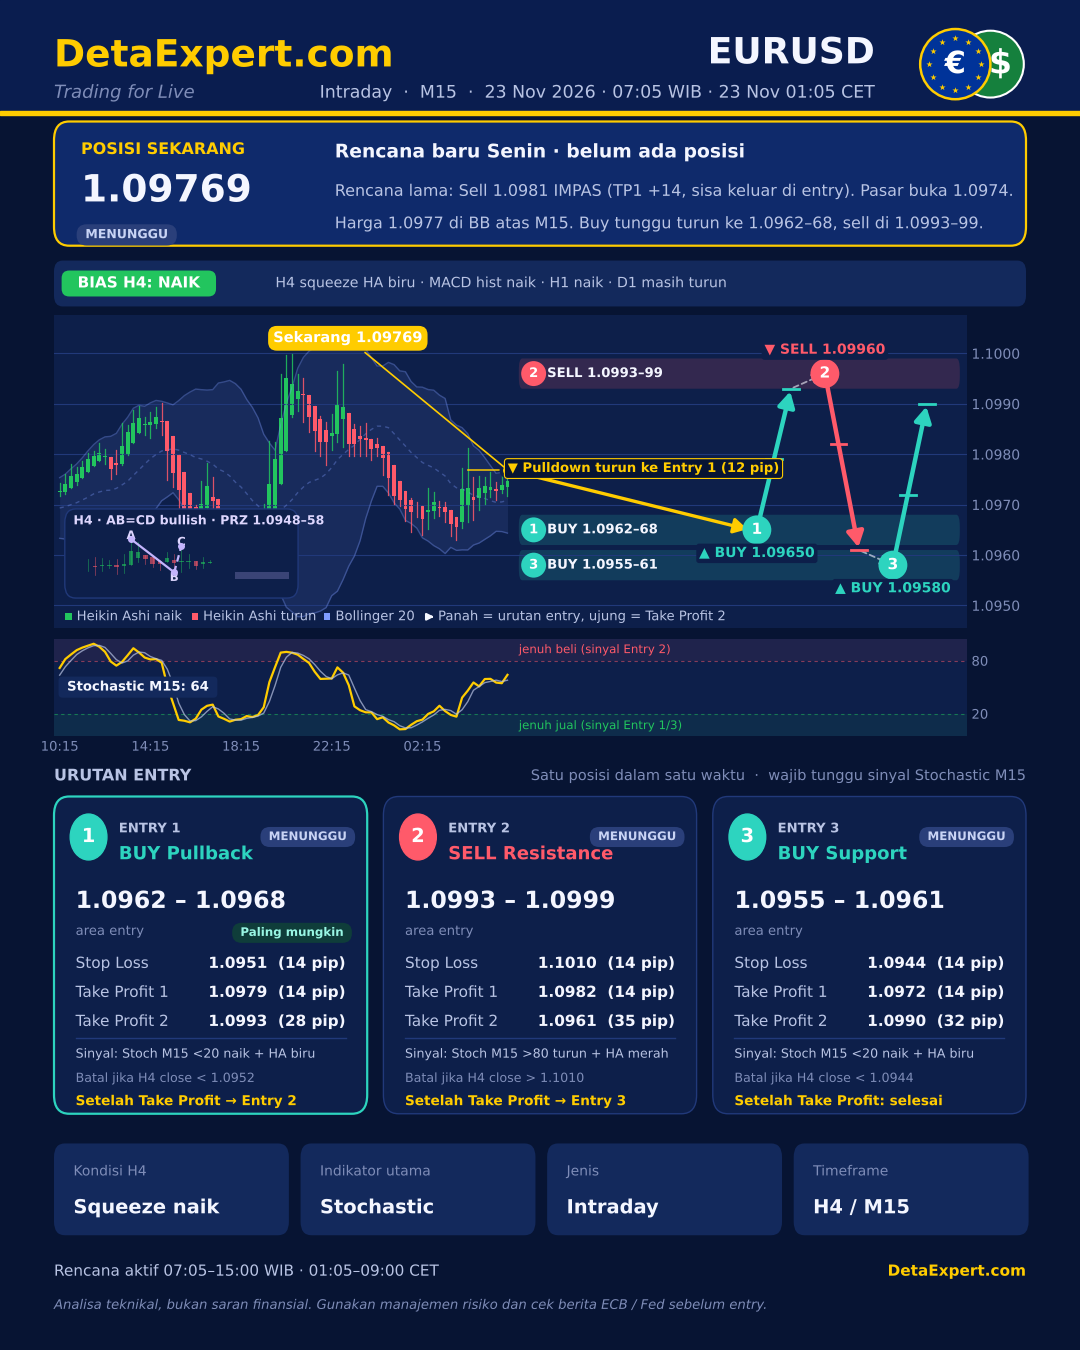 DetaExpert.com
Trading for Live
EURUSD
Intraday · M15 · 23 Nov 2026 · 07:05 WIB · 23 Nov 01:05 CET
€ $
POSISI SEKARANG
1.09769
MENUNGGU
Rencana baru Senin · belum ada posisi
Rencana lama: Sell 1.0981 IMPAS (TP1 +14, sisa keluar di entry). Pasar buka 1.0974.
Harga 1.0977 di BB atas M15. Buy tunggu turun ke 1.0962–68, sell di 1.0993–99.
BIAS H4: NAIK
H4 squeeze HA biru · MACD hist naik · H1 naik · D1 masih turun
Sekarang 1.09769
▼ SELL 1.09960
2 SELL 1.0993–99
2
▼ Pulldown turun ke Entry 1 (12 pip)
1 BUY 1.0962–68
1
▲ BUY 1.09650
3 BUY 1.0955–61
3
▲ BUY 1.09580
1.1000
1.0990
1.0980
1.0970
1.0960
1.0950
H4 · AB=CD bullish · PRZ 1.0948–58
A
C
B
Heikin Ashi naik
Heikin Ashi turun
Bollinger 20
Panah = urutan entry, ujung = Take Profit 2
jenuh beli (sinyal Entry 2)
Stochastic M15: 64
jenuh jual (sinyal Entry 1/3)
80
20
10:15 14:15 18:15 22:15 02:15
URUTAN ENTRY
Satu posisi dalam satu waktu · wajib tunggu sinyal Stochastic M15
1
ENTRY 1
MENUNGGU
BUY Pullback
1.0962 – 1.0968
area entry
Paling mungkin
Stop Loss 1.0951 (14 pip)
Take Profit 1 1.0979 (14 pip)
Take Profit 2 1.0993 (28 pip)
Sinyal: Stoch M15 <20 naik + HA biru
Batal jika H4 close < 1.0952
Setelah Take Profit → Entry 2
2
ENTRY 2
MENUNGGU
SELL Resistance
1.0993 – 1.0999
area entry
Stop Loss 1.1010 (14 pip)
Take Profit 1 1.0982 (14 pip)
Take Profit 2 1.0961 (35 pip)
Sinyal: Stoch M15 >80 turun + HA merah
Batal jika H4 close > 1.1010
Setelah Take Profit → Entry 3
3
ENTRY 3
MENUNGGU
BUY Support
1.0955 – 1.0961
area entry
Stop Loss 1.0944 (14 pip)
Take Profit 1 1.0972 (14 pip)
Take Profit 2 1.0990 (32 pip)
Sinyal: Stoch M15 <20 naik + HA biru
Batal jika H4 close < 1.0944
Setelah Take Profit: selesai
Kondisi H4
Squeeze naik
Indikator utama
Stochastic
Jenis
Intraday
Timeframe
H4 / M15
Rencana aktif 07:05–15:00 WIB · 01:05–09:00 CET
DetaExpert.com
Analisa teknikal, bukan saran finansial. Gunakan manajemen risiko dan cek berita ECB / Fed sebelum entry.